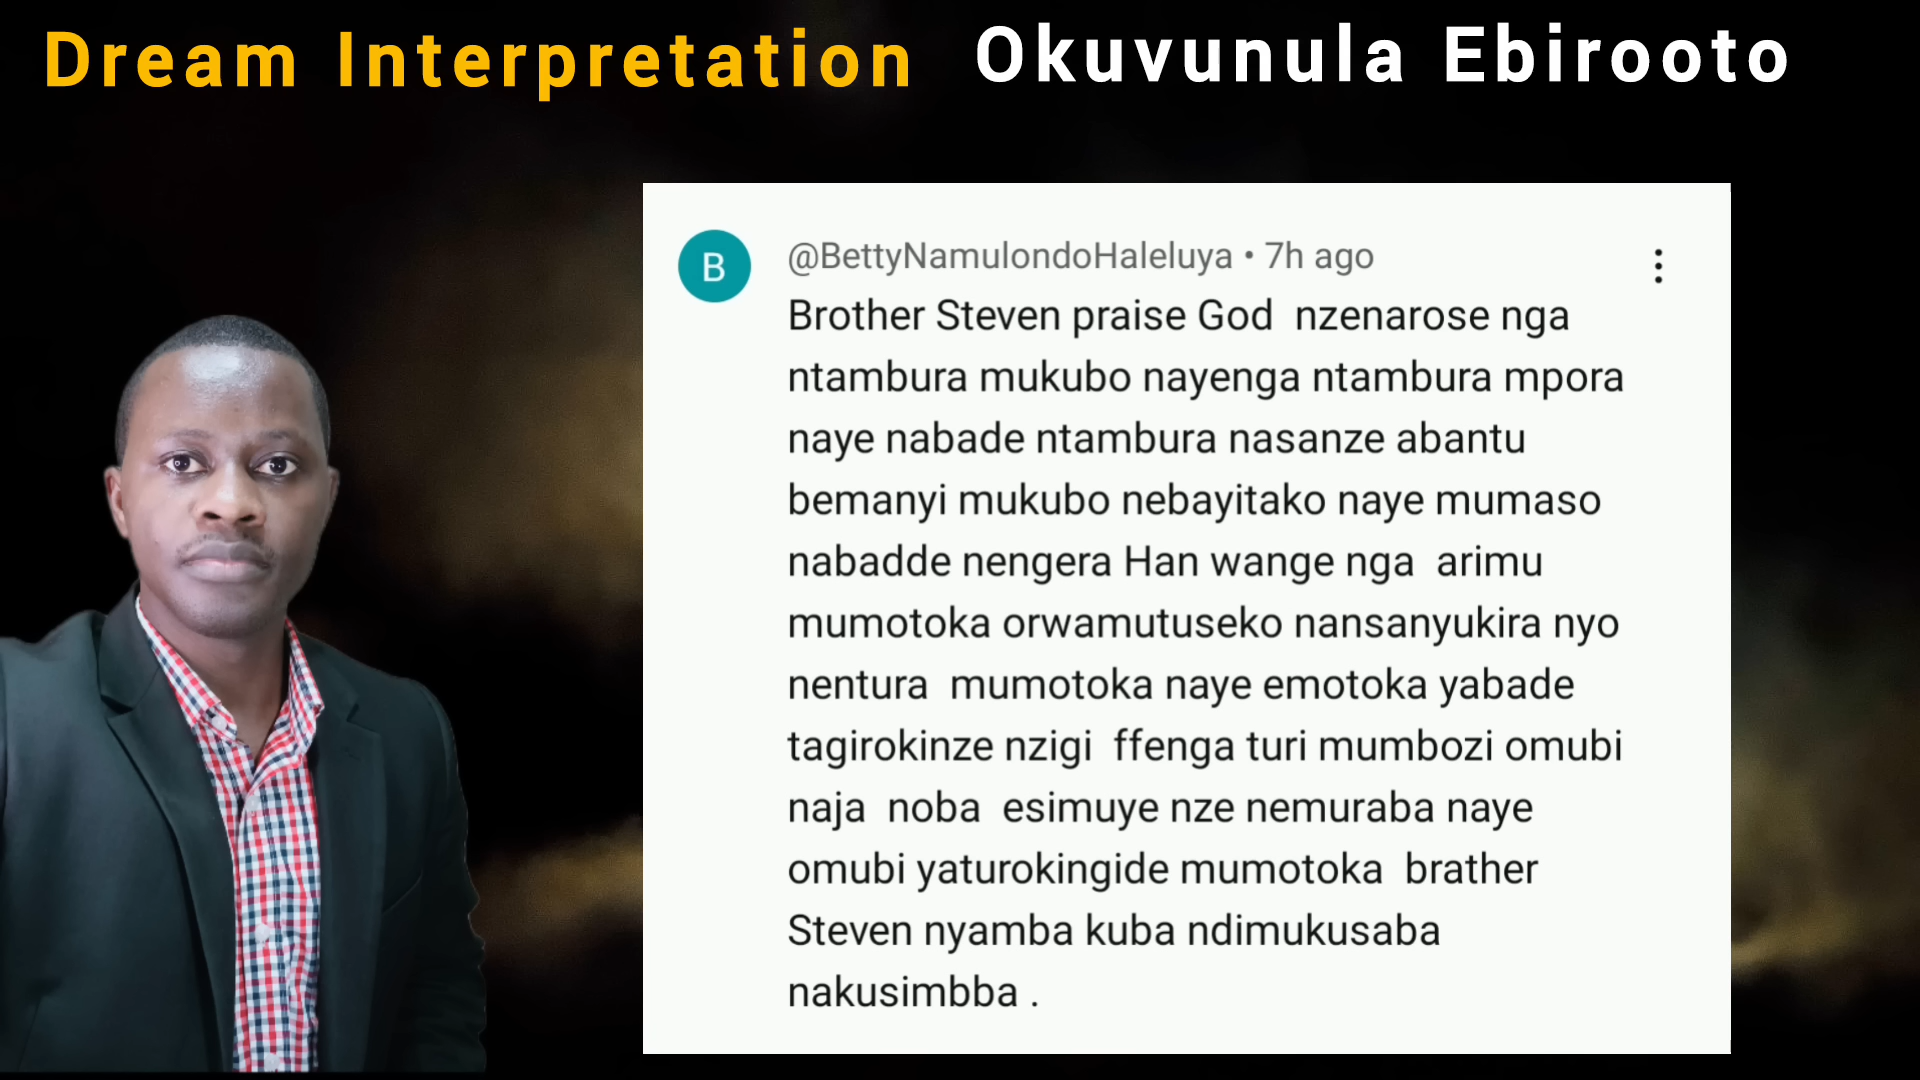 Dream Interpretation Okuvunula Ebirooto
B
@BettyNamulondoHaleluya • 7h ago
Brother Steven praise God nzenarose nga
ntambura mukubo nayenga ntambura mpora
naye nabade ntambura nasanze abantu
bemanyi mukubo nebayitako naye mumaso
nabadde nengera Han wange nga arimu
mumotoka orwamutuseko nansanyukira nyo
nentura mumotoka naye emotoka yabade
tagirokinze nzigi ffenga turi mumbozi omubi
naja noba esimuye nze nemuraba naye
omubi yaturokingide mumotoka brather
Steven nyamba kuba ndimukusaba
nakusimbba .